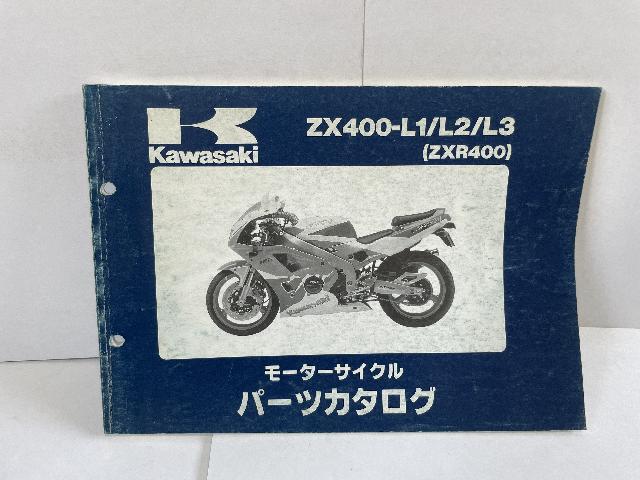 Kawasaki
ZX400-L1/L2/L3
(ZXR400)
Kawasaki
モーターサイクル
パーツカタログ